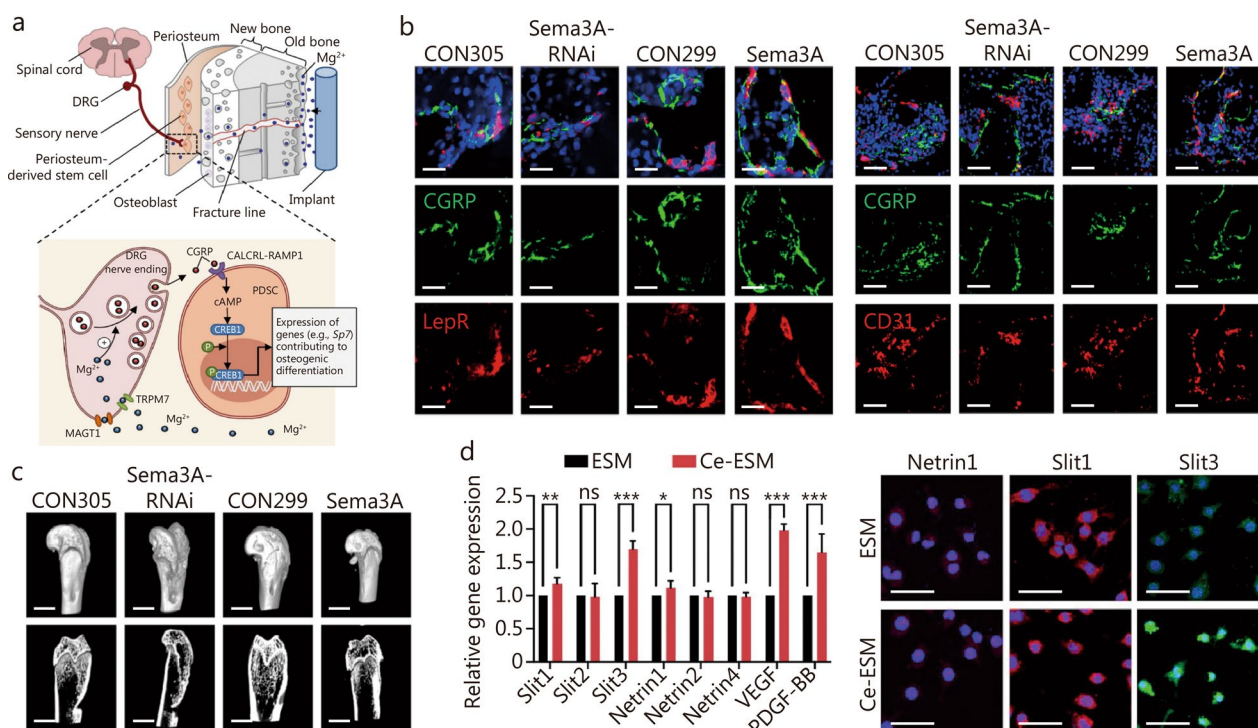 a
Spinal cord
DRG
Sensory nerve
Periosteum-
derived stem cell
Periosteum
New bone
Old bone
Mg²⁺
Osteoblast
Fracture line
Implant
DRG
nerve ending
CGRP
CALCRL-RAMP1
PDSC
cAMP
CREB1
P
P
CREB1
Expression of
genes (e.g., Sp7)
contributing to
osteogenic
differentiation
+
Mg²⁺
TRPM7
MAGT1
Mg²⁺
Mg²⁺
b
CON305
Sema3A-
RNAi
CON299
Sema3A
CGRP
LepR
CON305
Sema3A-
RNAi
CON299
Sema3A
CGRP
CD31
c
CON305
Sema3A-
RNAi
CON299
Sema3A
d
ESM
Ce-ESM
Relative gene expression
2.5
2.0
1.5
1.0
0.5
0
**
ns
***
*
ns
ns
***
***
Slit1
Slit2
Slit3
Netrin1
Netrin2
Netrin4
VEGF
PDGF-BB
Netrin1
Slit1
Slit3
ESM
Ce-ESM